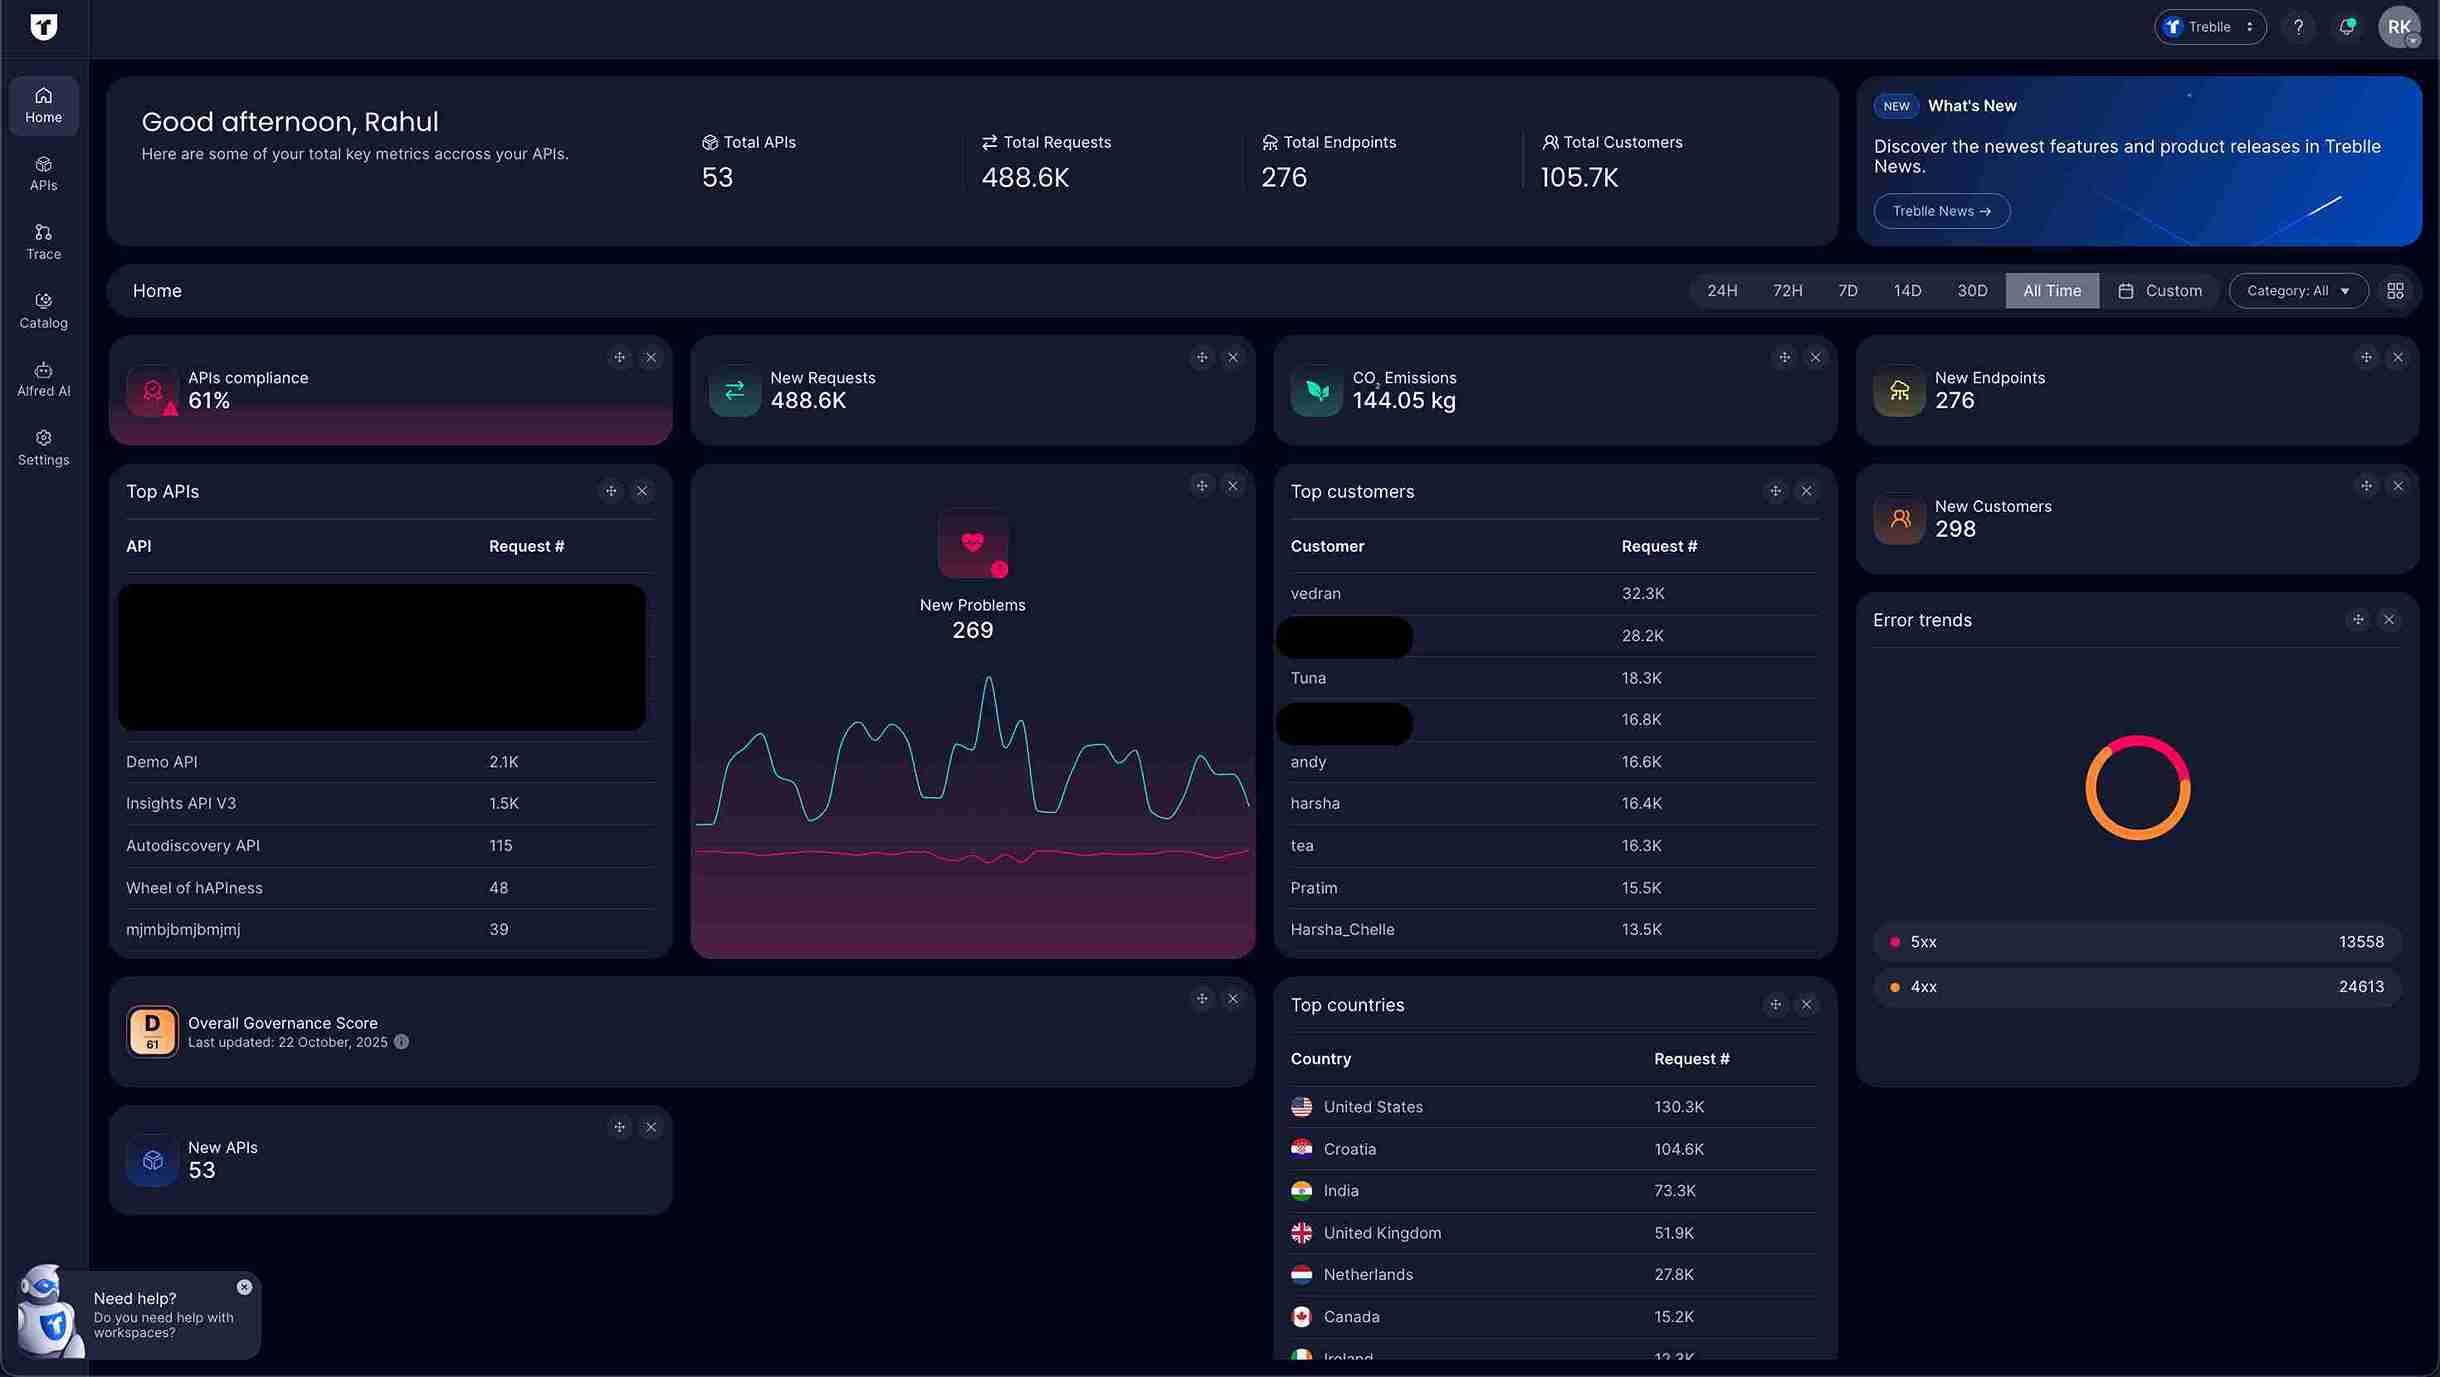 Treblle
?
RK
Home
APIs
Trace
Catalog
Alfred AI
Settings
Good afternoon, Rahul
Here are some of your total key metrics accross your APIs.
Total APIs
53
Total Requests
488.6K
Total Endpoints
276
Total Customers
105.7K
NEW What's New
Discover the newest features and product releases in Treblle
News.
Treblle News →
Home
24H 72H 7D 14D 30D All Time Custom
Category: All
APIs compliance
61%
New Requests
488.6K
CO₂ Emissions
144.05 kg
New Endpoints
276
Top APIs
API Request #
Demo API 2.1K
Insights API V3 1.5K
Autodiscovery API 115
Wheel of hAPIness 48
mjmbjbmjbmjmj 39
New Problems
269
Top customers
Customer Request #
vedran 32.3K
28.2K
Tuna 18.3K
16.8K
andy 16.6K
harsha 16.4K
tea 16.3K
Pratim 15.5K
Harsha_Chelle 13.5K
New Customers
298
Error trends
5xx 13558
4xx 24613
D
61
Overall Governance Score
Last updated: 22 October, 2025
Top countries
Country Request #
United States 130.3K
Croatia 104.6K
India 73.3K
United Kingdom 51.9K
Netherlands 27.8K
Canada 15.2K
Ireland 12.3K
New APIs
53
Need help?
Do you need help with
workspaces?